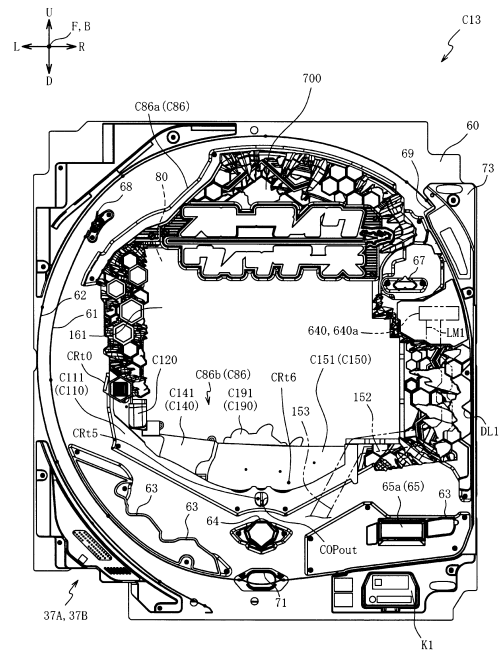 U
F, B
L R
D
C13
C86a (C86)
700
60
80
69
73
68
67
62
61
640, 640a
LM1
161
CRt0
C120
C86b (C86)
C151 (C150)
C111
(C110)
C141
(C140)
C191
(C190)
CRt6
153
152
CRt5
DL1
65a (65)
63
63
63
64
COPout
71
37A, 37B
K1